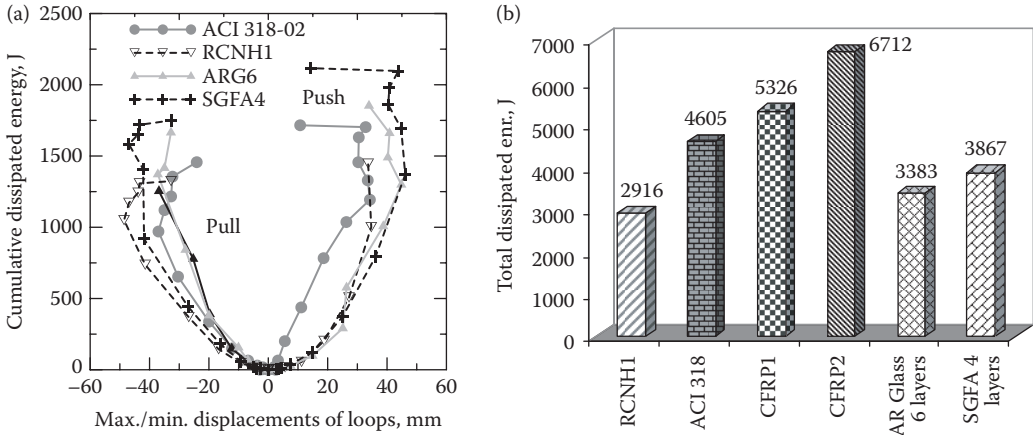 (a)
2500
2000
1500
1000
500
0
Cumulative dissipated energy, J
ACI 318-02
RCNH1
ARG6
SGFA4
Push
Pull
−60
−40
−20
0
20
40
60
Max./min. displacements of loops, mm
(b)
7000
6000
5000
4000
3000
2000
1000
0
Total dissipated enr., J
2916
4605
5326
6712
3383
3867
RCNH1
ACI 318
CFRP1
CFRP2
AR Glass
6 layers
SGFA 4
layers